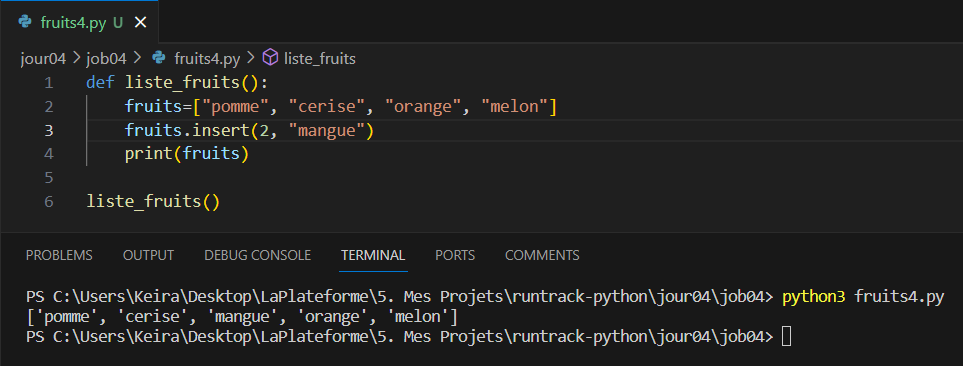 fruits4.py U
jour04 > job04 > fruits4.py > liste_fruits
1 def liste_fruits():
2 fruits=["pomme", "cerise", "orange", "melon"]
3 fruits.insert(2, "mangue")
4 print(fruits)
5
6 liste_fruits()
PROBLEMS OUTPUT DEBUG CONSOLE TERMINAL PORTS COMMENTS
PS C:\Users\Keira\Desktop\LaPlateforme\5. Mes Projets\runtrack-python\jour04\job04> python3 fruits4.py
['pomme', 'cerise', 'mangue', 'orange', 'melon']
PS C:\Users\Keira\Desktop\LaPlateforme\5. Mes Projets\runtrack-python\jour04\job04>